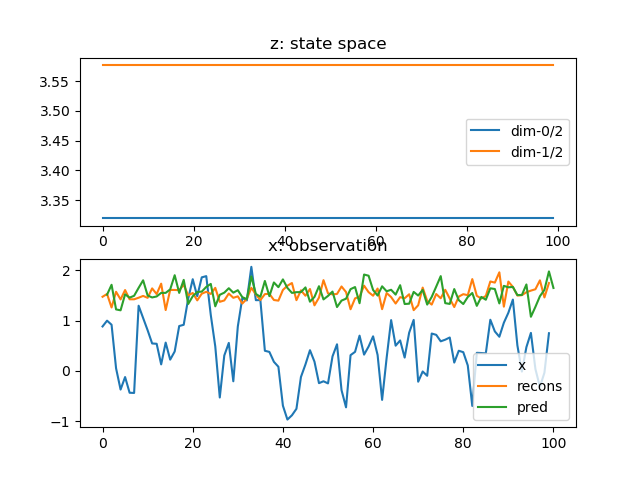 z: state space
3.55
3.50
3.45
3.40
3.35
dim-0/2
dim-1/2
0 20 40 60 80 100
x: observation
2
1
0
−1
x
recons
pred
0 20 40 60 80 100